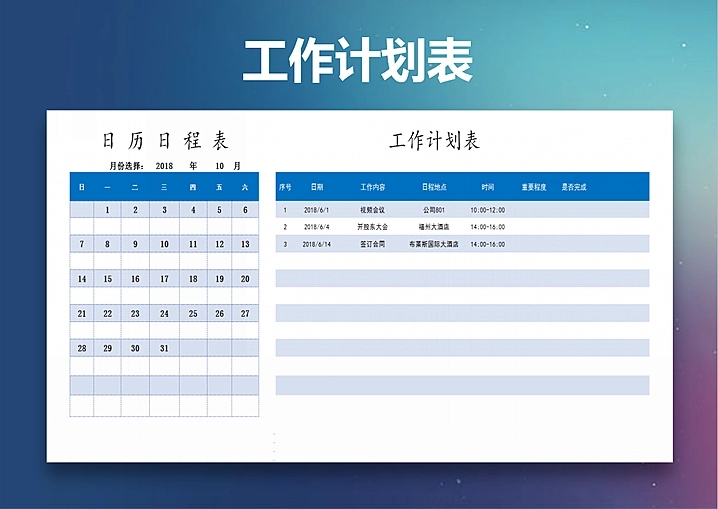 工作计划表
日历日程表
月份选择： 2018 年 10 月
日 一 二 三 四 五 六
1 2 3 4 5 6
7 8 9 10 11 12 13
14 15 16 17 18 19 20
21 22 23 24 25 26 27
28 29 30 31
工作计划表
序号 日期 工作内容 日程地点 时间 重要程度 是否完成
1 2018/6/1 视频会议 公司801 10:00-12:00
2 2018/6/4 开股东大会 福州大酒店 14:00-16:00
3 2018/6/14 签订合同 布莱斯国际大酒店 14:00-16:00